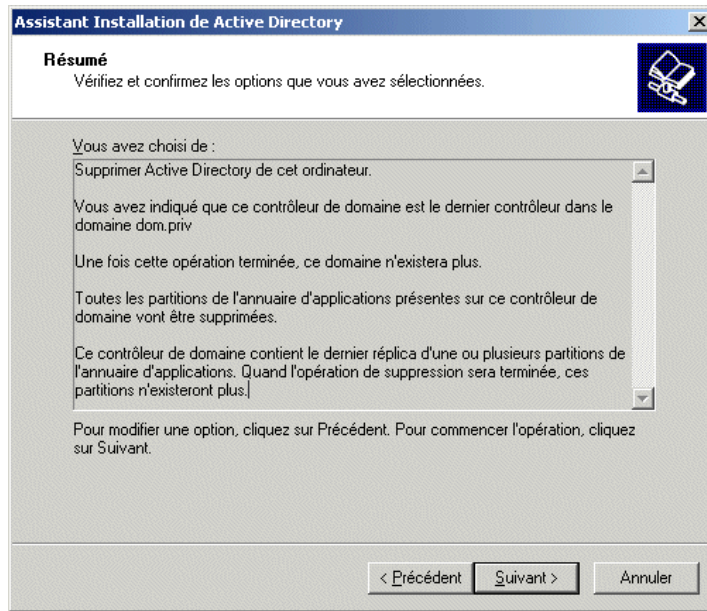 Assistant Installation de Active Directory
Résumé
Vérifiez et confirmez les options que vous avez sélectionnées.
Vous avez choisi de :
Supprimer Active Directory de cet ordinateur.
Vous avez indiqué que ce contrôleur de domaine est le dernier contrôleur dans le
domaine dom.priv
Une fois cette opération terminée, ce domaine n'existera plus.
Toutes les partitions de l'annuaire d'applications présentes sur ce contrôleur de
domaine vont être supprimées.
Ce contrôleur de domaine contient le dernier réplica d'une ou plusieurs partitions de
l'annuaire d'applications. Quand l'opération de suppression sera terminée, ces
partitions n'existeront plus.
Pour modifier une option, cliquez sur Précédent. Pour commencer l'opération, cliquez
sur Suivant.
< Précédent Suivant > Annuler